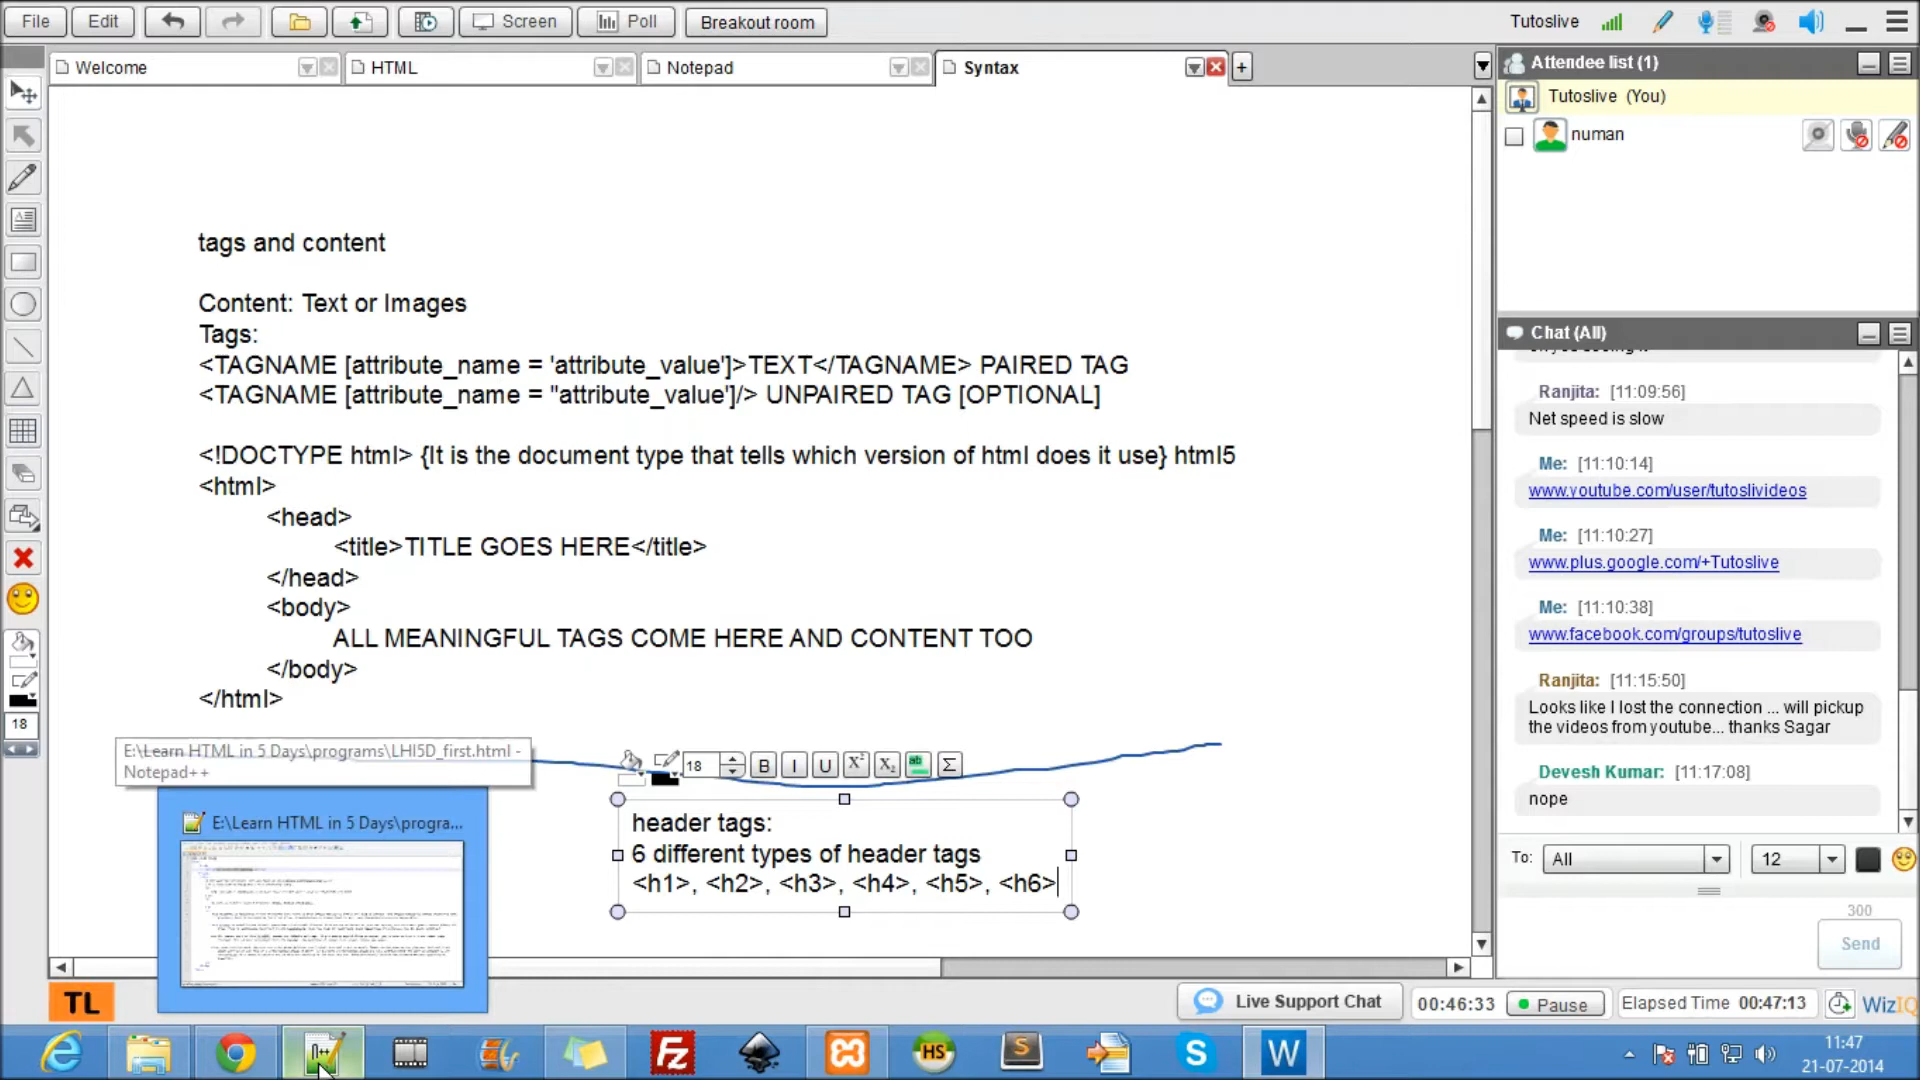 File
Edit
Screen
Poll
Breakout room
Tutoslive
Welcome
HTML
Notepad
Syntax
Attendee list (1)
Tutoslive (You)
numan
tags and content
Content: Text or Images
Tags:
<TAGNAME [attribute_name = 'attribute_value']>TEXT</TAGNAME> PAIRED TAG
<TAGNAME [attribute_name = "attribute_value']/> UNPAIRED TAG [OPTIONAL]
<!DOCTYPE html> {It is the document type that tells which version of html does it use} html5
<html>
<head>
<title>TITLE GOES HERE</title>
</head>
<body>
ALL MEANINGFUL TAGS COME HERE AND CONTENT TOO
</body>
</html>
18
E:\Learn HTML in 5 Days\programs\LHI5D_first.html -
Notepad++
18
B I U X² X₂ ab Σ
header tags:
6 different types of header tags
<h1>, <h2>, <h3>, <h4>, <h5>, <h6>
E:\Learn HTML in 5 Days\progra...
Chat (All)
Ranjita: [11:09:56]
Net speed is slow
Me: [11:10:14]
www.youtube.com/user/tutoslivideos
Me: [11:10:27]
www.plus.google.com/+Tutoslive
Me: [11:10:38]
www.facebook.com/groups/tutoslive
Ranjita: [11:15:50]
Looks like I lost the connection ... will pickup
the videos from youtube... thanks Sagar
Devesh Kumar: [11:17:08]
nope
To: All 12
300
Send
TL
Live Support Chat
00:46:33
Pause
Elapsed Time 00:47:13
WizIQ
HS
S
W
11:47
21-07-2014